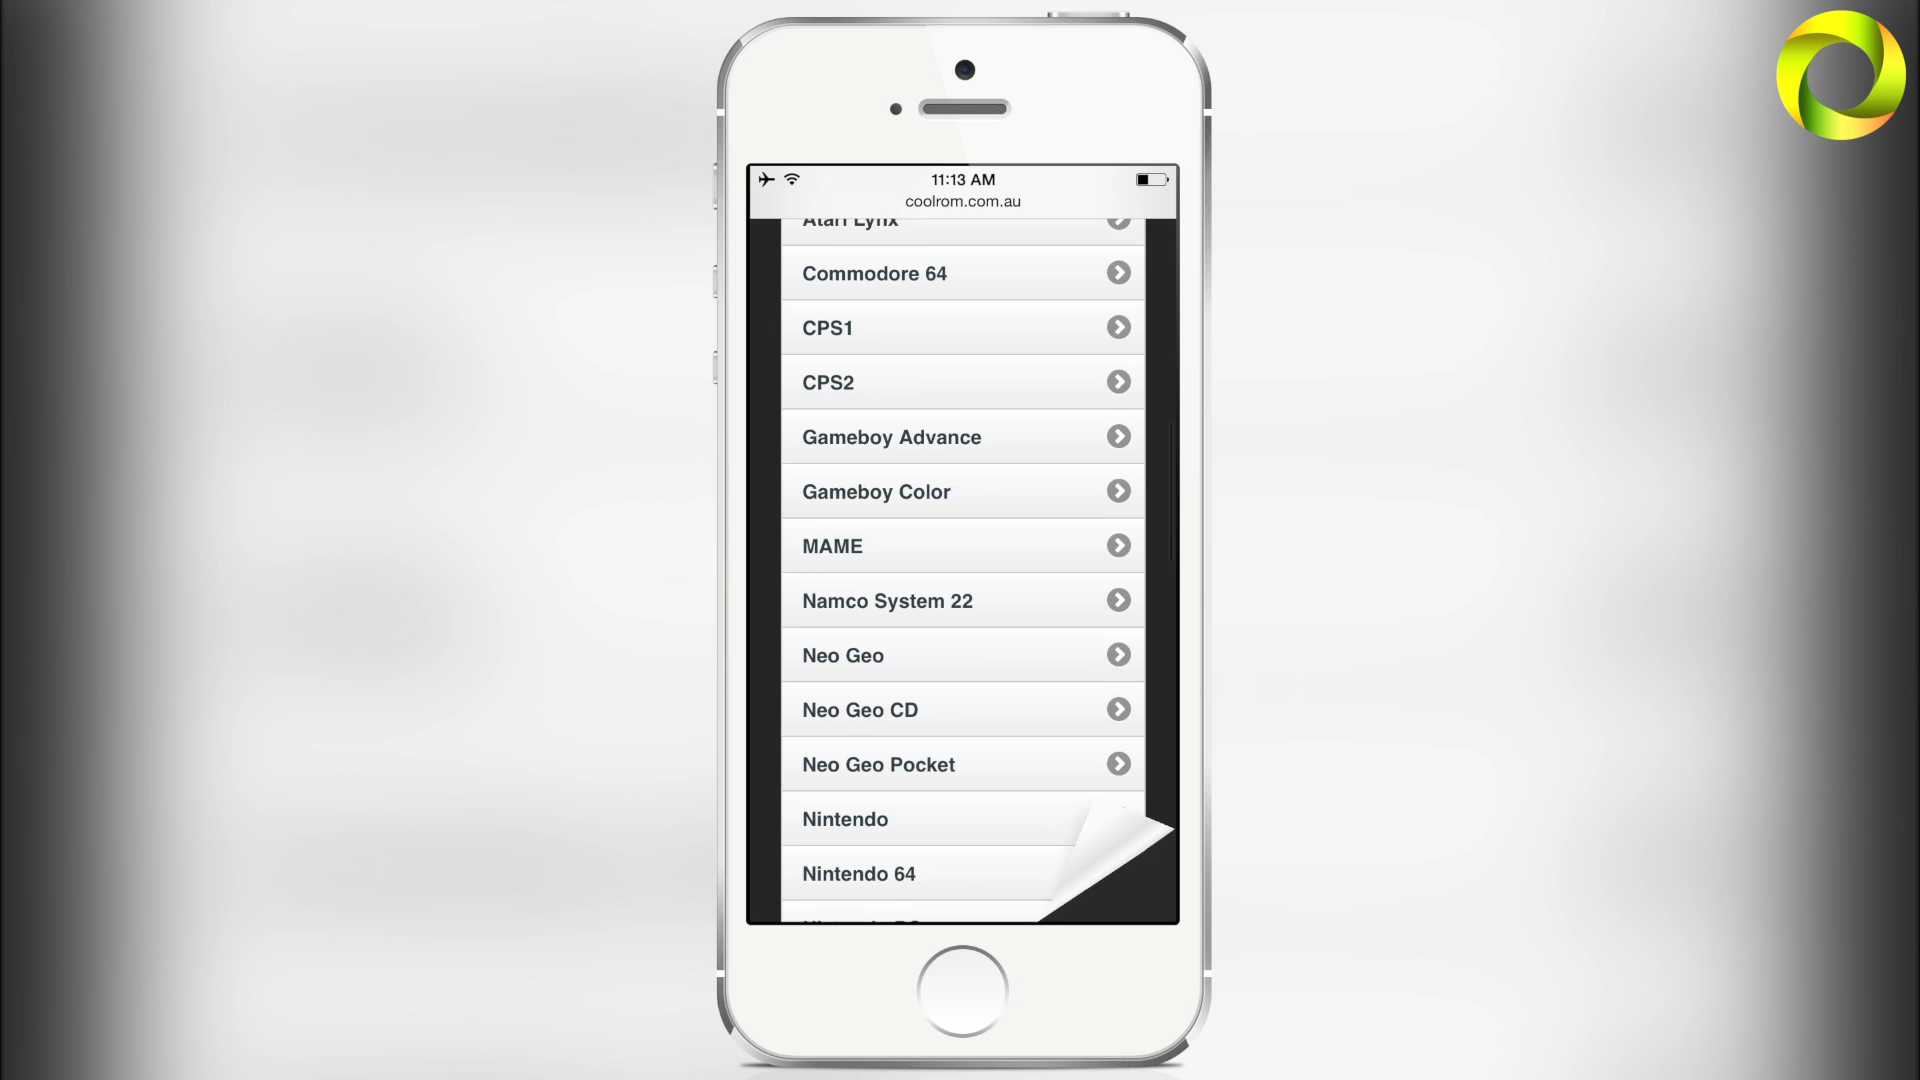 11:13 AM
coolrom.com.au
Atari Lynx
Commodore 64
CPS1
CPS2
Gameboy Advance
Gameboy Color
MAME
Namco System 22
Neo Geo
Neo Geo CD
Neo Geo Pocket
Nintendo
Nintendo 64